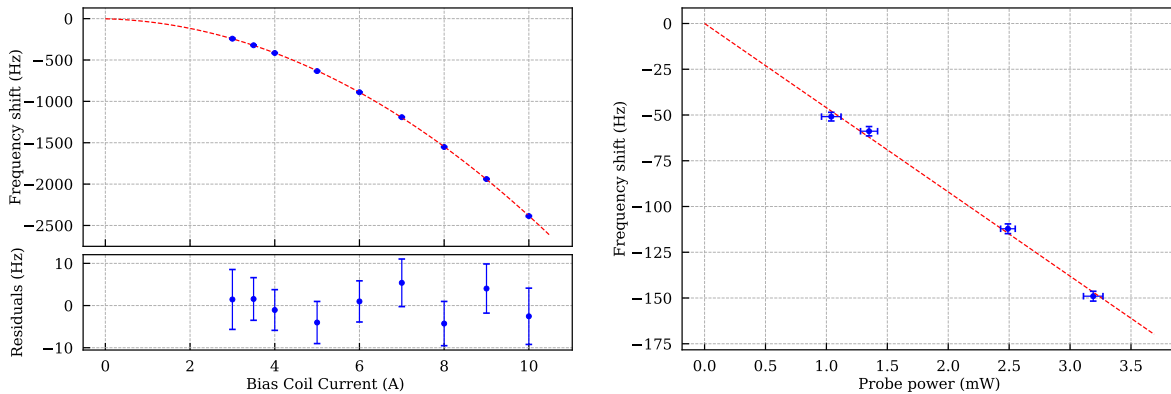 Frequency shift (Hz)
0
−500
−1000
−1500
−2000
−2500
Residuals (Hz)
10
0
−10
0 2 4 6 8 10
Bias Coil Current (A)
Frequency shift (Hz)
0
−25
−50
−75
−100
−125
−150
−175
0.0 0.5 1.0 1.5 2.0 2.5 3.0 3.5
Probe power (mW)